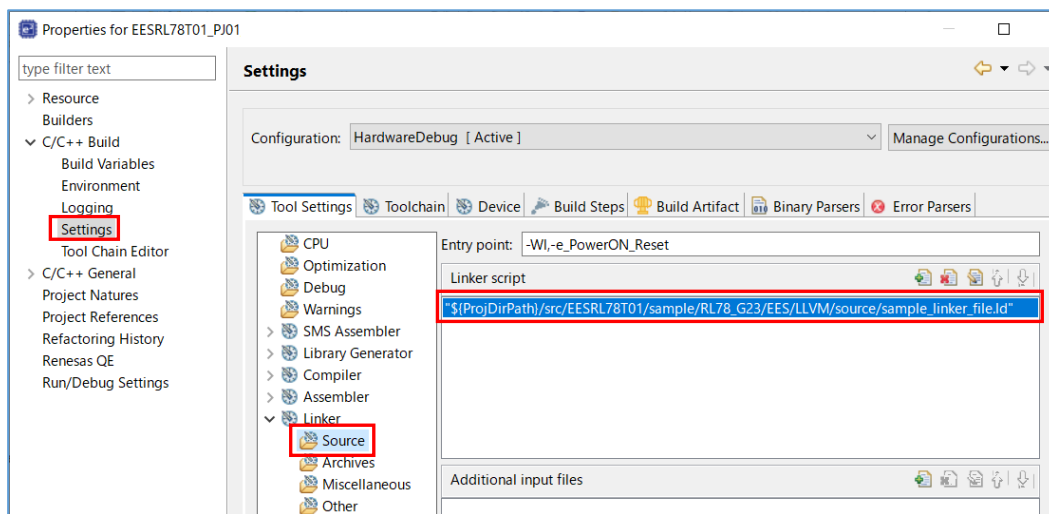 Properties for EESRL78T01_PJ01
type filter text
Resource
Builders
C/C++ Build
Build Variables
Environment
Logging
Settings
Tool Chain Editor
C/C++ General
Project Natures
Project References
Refactoring History
Renesas QE
Run/Debug Settings
Settings
Configuration: HardwareDebug [ Active ] Manage Configurations...
Tool Settings Toolchain Device Build Steps Build Artifact Binary Parsers Error Parsers
CPU
Optimization
Debug
Warnings
SMS Assembler
Library Generator
Compiler
Assembler
Linker
Source
Archives
Miscellaneous
Other
Entry point: -Wl,-e_PowerON_Reset
Linker script
"${ProjDirPath}/src/EESRL78T01/sample/RL78_G23/EES/LLVM/source/sample_linker_file.ld"
Additional input files